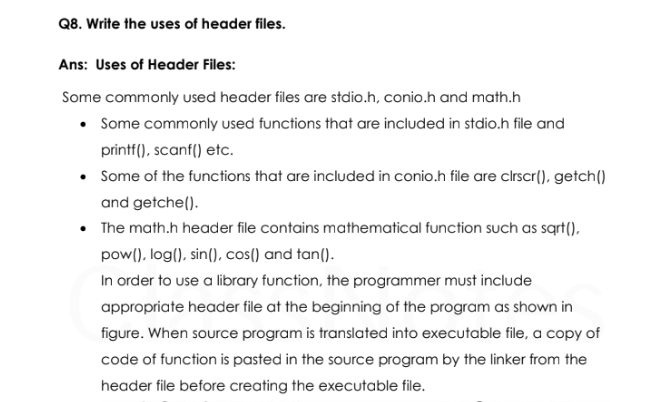 Q8. Write the uses of header files.
Ans: Uses of Header Files:
Some commonly used header files are stdio.h, conio.h and math.h
• Some commonly used functions that are included in stdio.h file and
printf(), scanf() etc.
• Some of the functions that are included in conio.h file are clrscr(), getch()
and getche().
• The math.h header file contains mathematical function such as sqrt(),
pow(), log(), sin(), cos() and tan().
In order to use a library function, the programmer must include
appropriate header file at the beginning of the program as shown in
figure. When source program is translated into executable file, a copy of
code of function is pasted in the source program by the linker from the
header file before creating the executable file.